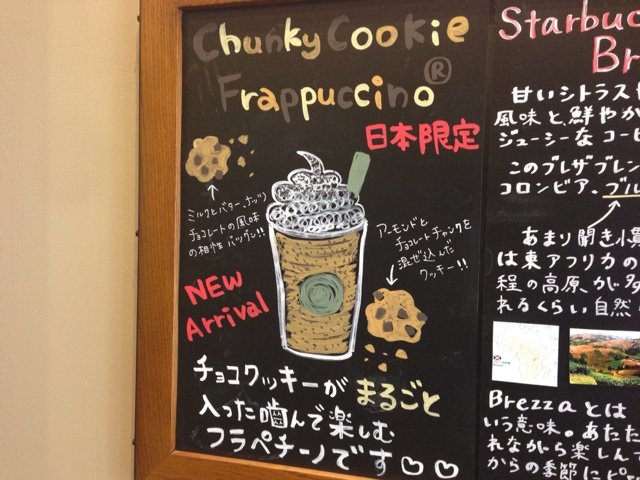 Chunky Cookie
Frappuccino®
日本限定
ミルクとバター、ナッツ
チョコレートの風味
の相性バッグン!!
アーモンドと
チョコレートチャンクを
混ぜ込んだ
クッキー!!
NEW
Arrival
チョコクッキーが まるごと
入った噛んで楽しむ
フラペチーノです♡♡
Starbuc
Br
甘いシトラスや
風味と、鮮やか
ジューシーなコーヒ
このブレザブレン
コロンビア、ブル
あまり聞き
は東アフリカの
程の高原が多
れるくらい自然
Brezzaとは
いう意味。あたた
れながら楽しんで
からの季節にピッ